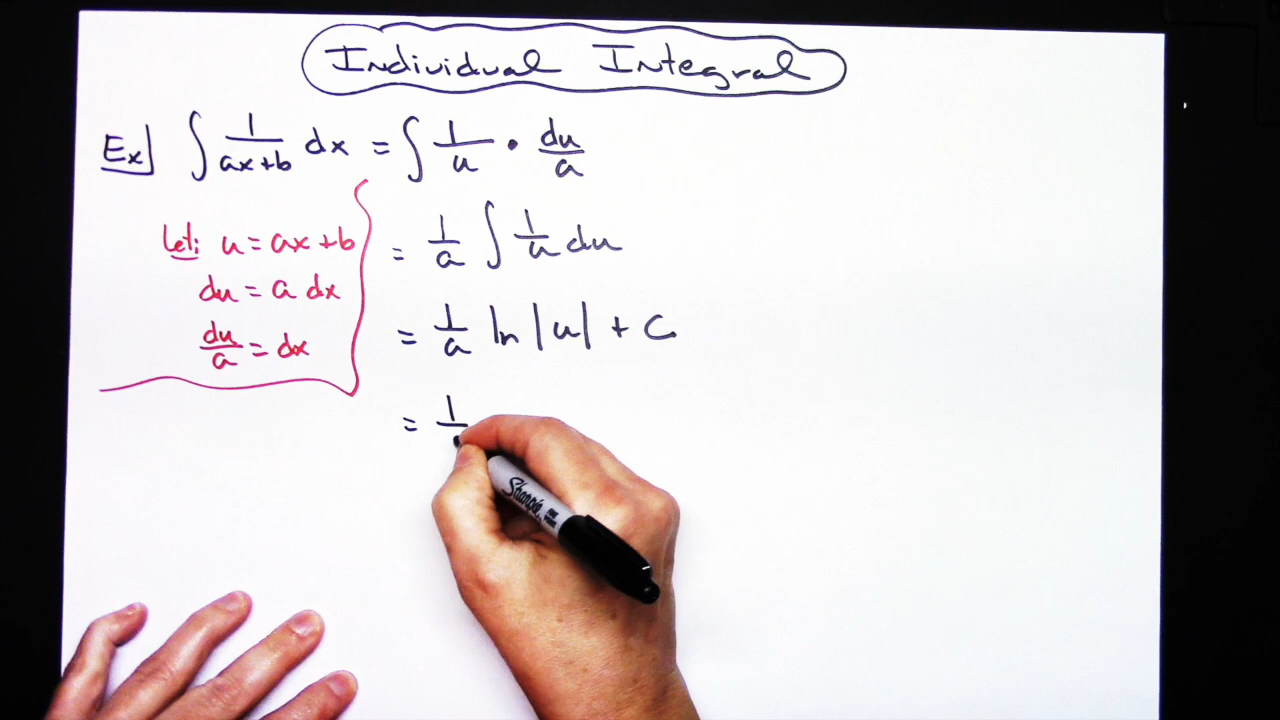 Individual Integral
Ex] ∫ 1/(ax+b) dx = ∫ 1/u • du/a
Let: u = ax+b
du = a dx
du/a = dx
= 1/a ∫ 1/u du
= 1/a ln |u| + C
= 1/
Sharpie